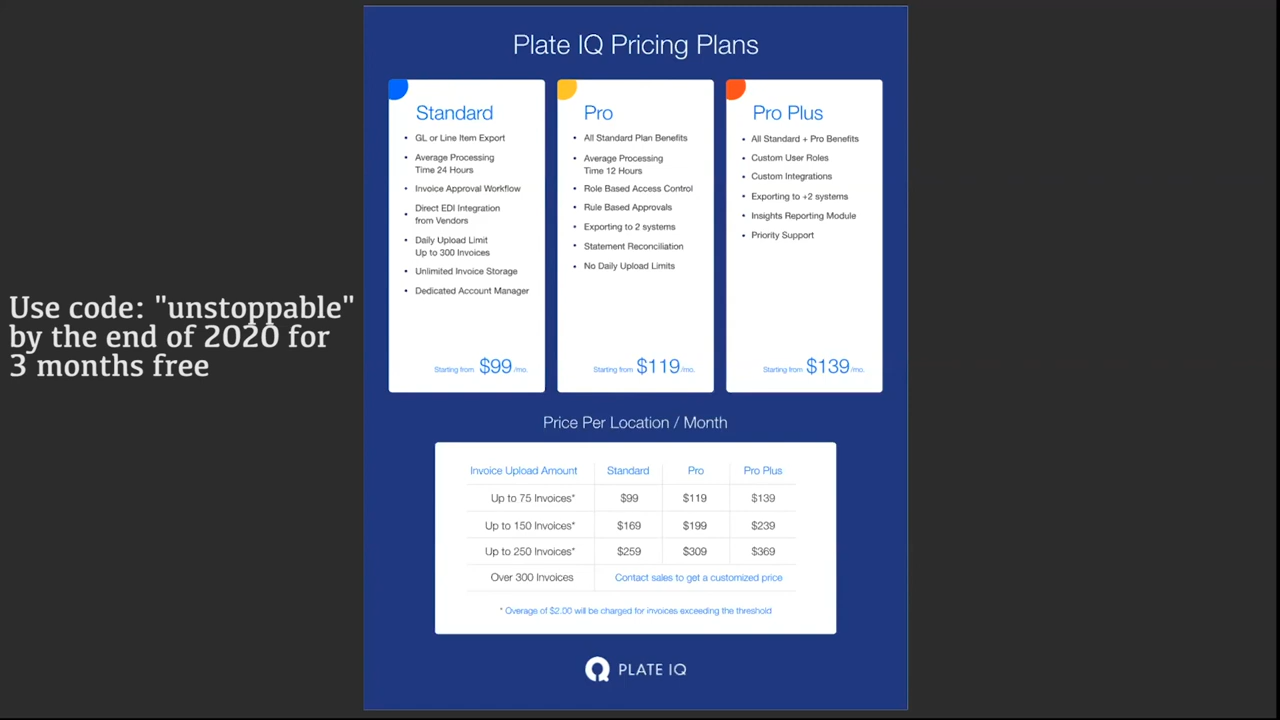 Use code: "unstoppable"
by the end of 2020 for
3 months free
Plate IQ Pricing Plans
Standard
• GL or Line Item Export
• Average Processing
Time 24 Hours
• Invoice Approval Workflow
• Direct EDI Integration
from Vendors
• Daily Upload Limit
Up to 300 Invoices
• Unlimited Invoice Storage
• Dedicated Account Manager
Starting from $99 /mo.
Pro
• All Standard Plan Benefits
• Average Processing
Time 12 Hours
• Role Based Access Control
• Rule Based Approvals
• Exporting to 2 systems
• Statement Reconciliation
• No Daily Upload Limits
Starting from $119 /mo.
Pro Plus
• All Standard + Pro Benefits
• Custom User Roles
• Custom Integrations
• Exporting to +2 systems
• Insights Reporting Module
• Priority Support
Starting from $139 /mo.
Price Per Location / Month
Invoice Upload Amount Standard Pro Pro Plus
Up to 75 Invoices* $99 $119 $139
Up to 150 Invoices* $169 $199 $239
Up to 250 Invoices* $259 $309 $369
Over 300 Invoices Contact sales to get a customized price
* Overage of $2.00 will be charged for invoices exceeding the threshold
PLATE IQ